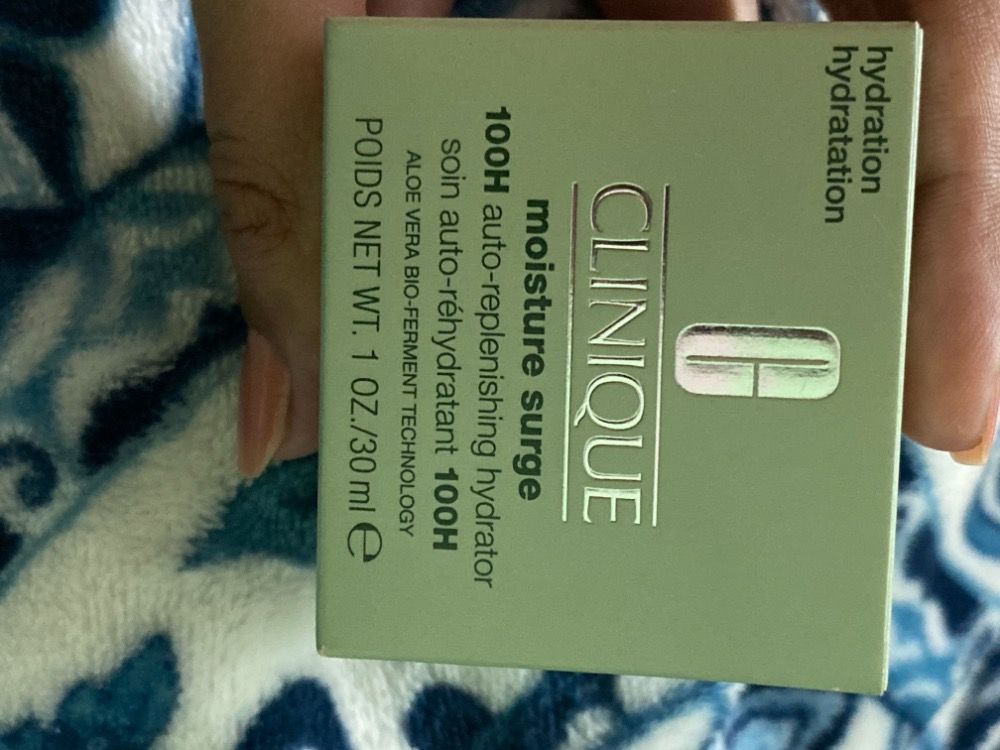 hydration
hydratation
CLINIQUE
moisture surge
100H auto-replenishing hydrator
soin auto-réhydratant 100H
ALOE VERA BIO-FERMENT TECHNOLOGY
POIDS NET WT. 1 OZ./30 ml ℮